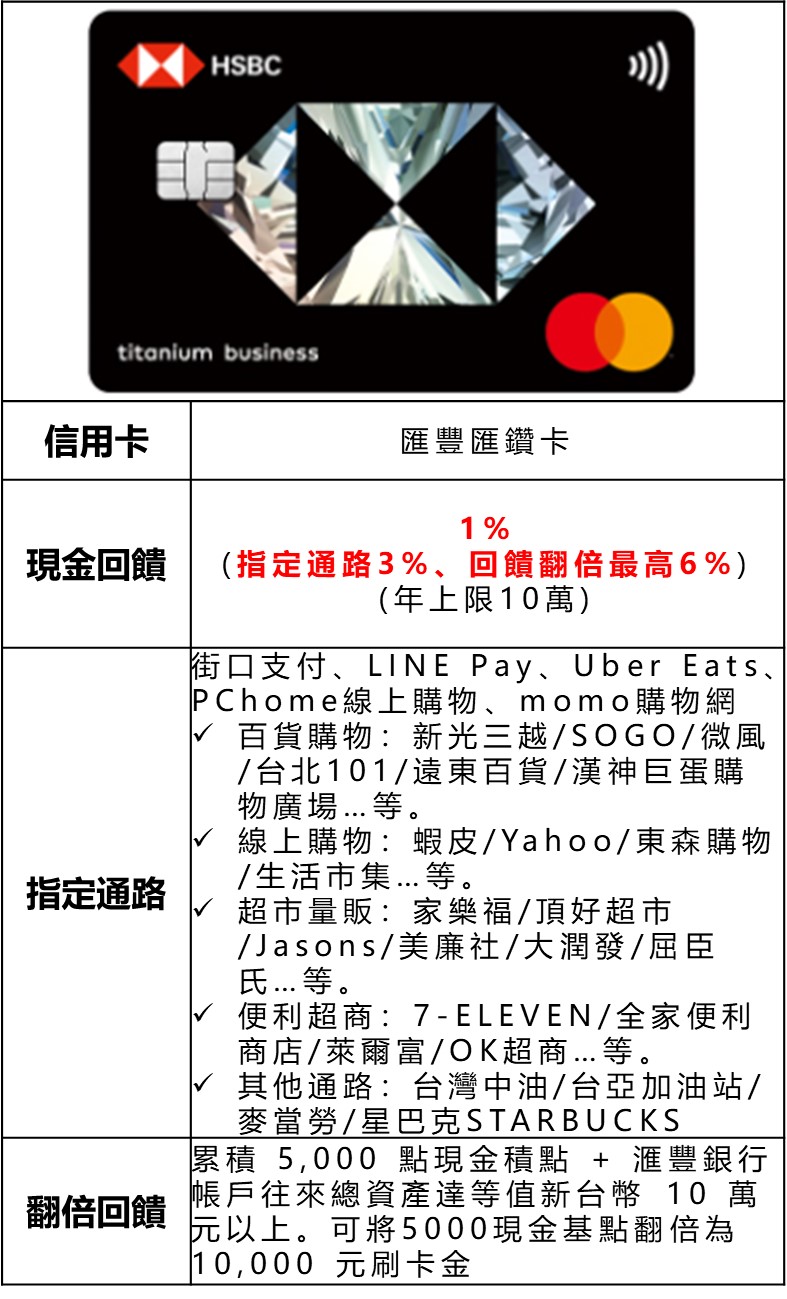 HSBC
titanium business
信用卡
匯豐匯鑽卡
現金回饋
1%
(指定通路3%、回饋翻倍最高6%)
(年上限10萬)
指定通路
街口支付、LINE Pay、Uber Eats、
PChome線上購物、momo購物網
✓ 百貨購物：新光三越/SOGO/微風
/台北101/遠東百貨/漢神巨蛋購
物廣場…等。
✓ 線上購物：蝦皮/Yahoo/東森購物
/生活市集…等。
✓ 超市量販：家樂福/頂好超市
/Jasons/美廉社/大潤發/屈臣
氏…等。
✓ 便利超商：7-ELEVEN/全家便利
商店/萊爾富/OK超商…等。
✓ 其他通路：台灣中油/台亞加油站/
麥當勞/星巴克STARBUCKS
翻倍回饋
累積 5,000 點現金積點 + 滙豐銀行
帳戶往來總資產達等值新台幣 10 萬
元以上。可將5000現金基點翻倍為
10,000 元刷卡金